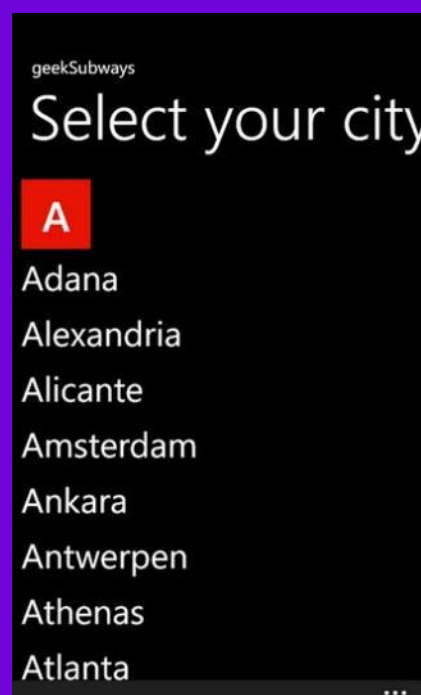 geekSubways
Select your city
A
Adana
Alexandria
Alicante
Amsterdam
Ankara
Antwerpen
Athenas
Atlanta